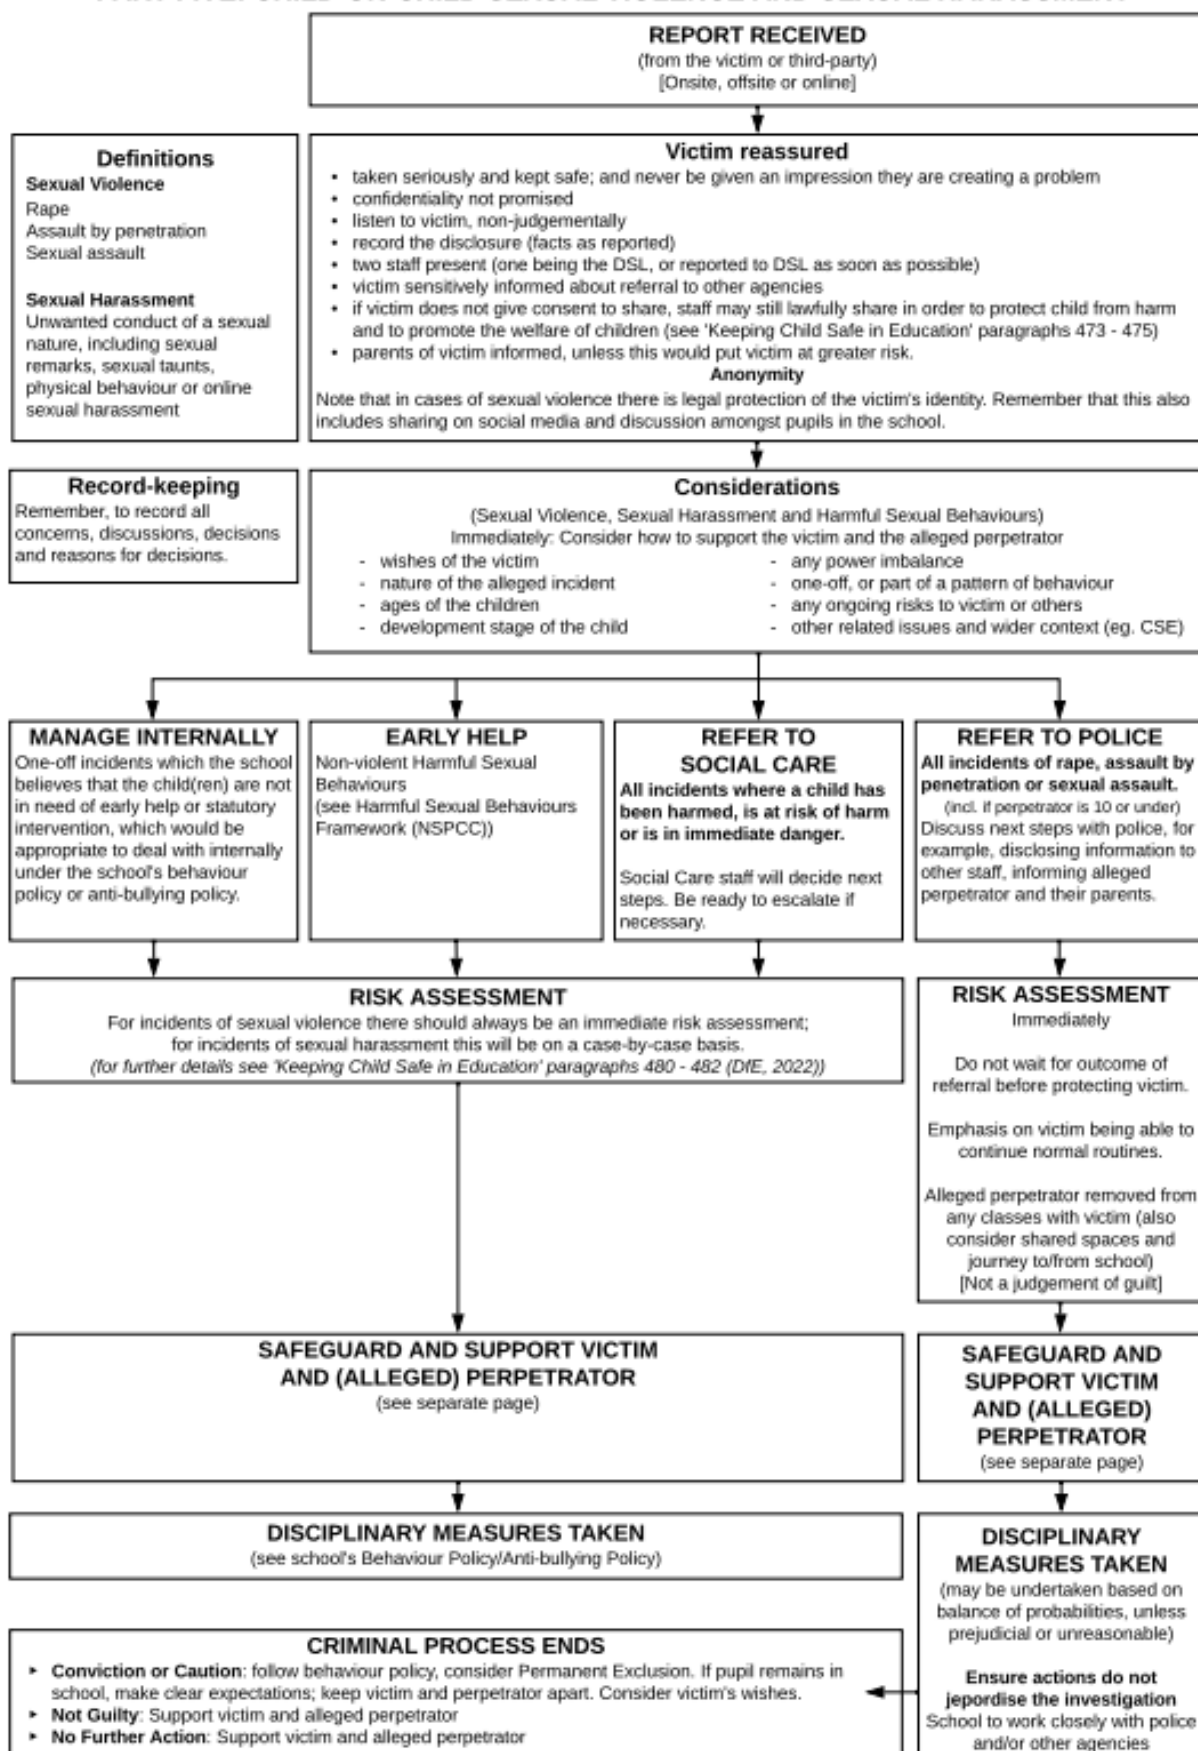 REPORT RECEIVED
(from the victim or third-party)
[Onsite, offsite or online]
Definitions
Sexual Violence
Rape
Assault by penetration
Sexual assault
Sexual Harassment
Unwanted conduct of a sexual
nature, including sexual
remarks, sexual taunts,
physical behaviour or online
sexual harassment
Victim reassured
• taken seriously and kept safe; and never be given an impression they are creating a problem
• confidentiality not promised
• listen to victim, non-judgementally
• record the disclosure (facts as reported)
• two staff present (one being the DSL, or reported to DSL as soon as possible)
• victim sensitively informed about referral to other agencies
• if victim does not give consent to share, staff may still lawfully share in order to protect child from harm
and to promote the welfare of children (see 'Keeping Child Safe in Education' paragraphs 473 - 475)
• parents of victim informed, unless this would put victim at greater risk.
Anonymity
Note that in cases of sexual violence there is legal protection of the victim's identity. Remember that this also
includes sharing on social media and discussion amongst pupils in the school.
Record-keeping
Remember, to record all
concerns, discussions, decisions
and reasons for decisions.
Considerations
(Sexual Violence, Sexual Harassment and Harmful Sexual Behaviours)
Immediately: Consider how to support the victim and the alleged perpetrator
- wishes of the victim
- nature of the alleged incident
- ages of the children
- development stage of the child
- any power imbalance
- one-off, or part of a pattern of behaviour
- any ongoing risks to victim or others
- other related issues and wider context (eg. CSE)
MANAGE INTERNALLY
One-off incidents which the school
believes that the child(ren) are not
in need of early help or statutory
intervention, which would be
appropriate to deal with internally
under the school's behaviour
policy or anti-bullying policy.
EARLY HELP
Non-violent Harmful Sexual
Behaviours
(see Harmful Sexual Behaviours
Framework (NSPCC))
REFER TO
SOCIAL CARE
All incidents where a child has
been harmed, is at risk of harm
or is in immediate danger.
Social Care staff will decide next
steps. Be ready to escalate if
necessary.
REFER TO POLICE
All incidents of rape, assault by
penetration or sexual assault.
(incl. if perpetrator is 10 or under)
Discuss next steps with police, for
example, disclosing information to
other staff, informing alleged
perpetrator and their parents.
RISK ASSESSMENT
For incidents of sexual violence there should always be an immediate risk assessment;
for incidents of sexual harassment this will be on a case-by-case basis.
(for further details see 'Keeping Child Safe in Education' paragraphs 480 - 482 (DfE, 2022))
RISK ASSESSMENT
Immediately
Do not wait for outcome of
referral before protecting victim.
Emphasis on victim being able to
continue normal routines.
Alleged perpetrator removed from
any classes with victim (also
consider shared spaces and
journey to/from school)
[Not a judgement of guilt]
SAFEGUARD AND SUPPORT VICTIM
AND (ALLEGED) PERPETRATOR
(see separate page)
SAFEGUARD AND
SUPPORT VICTIM
AND (ALLEGED)
PERPETRATOR
(see separate page)
DISCIPLINARY MEASURES TAKEN
(see school's Behaviour Policy/Anti-bullying Policy)
DISCIPLINARY
MEASURES TAKEN
(may be undertaken based on
balance of probabilities, unless
prejudicial or unreasonable)
Ensure actions do not
jepordise the investigation
School to work closely with police
and/or other agencies
CRIMINAL PROCESS ENDS
‣ Conviction or Caution: follow behaviour policy, consider Permanent Exclusion. If pupil remains in
school, make clear expectations; keep victim and perpetrator apart. Consider victim's wishes.
‣ Not Guilty: Support victim and alleged perpetrator
‣ No Further Action: Support victim and alleged perpetrator